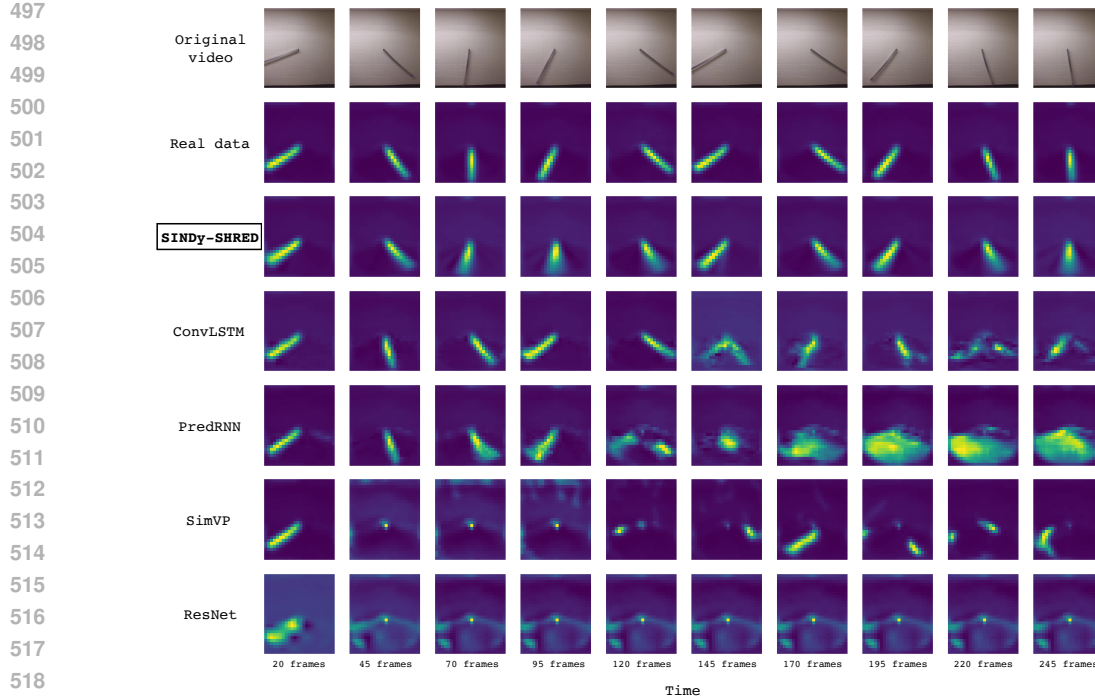 497
498
499
500
501
502
503
504
505
506
507
508
509
510
511
512
513
514
515
516
517
518
Original
video
Real data
SINDy-SHRED
ConvLSTM
PredRNN
SimVP
ResNet
20 frames 45 frames 70 frames 95 frames 120 frames 145 frames 170 frames 195 frames 220 frames 245 frames
Time